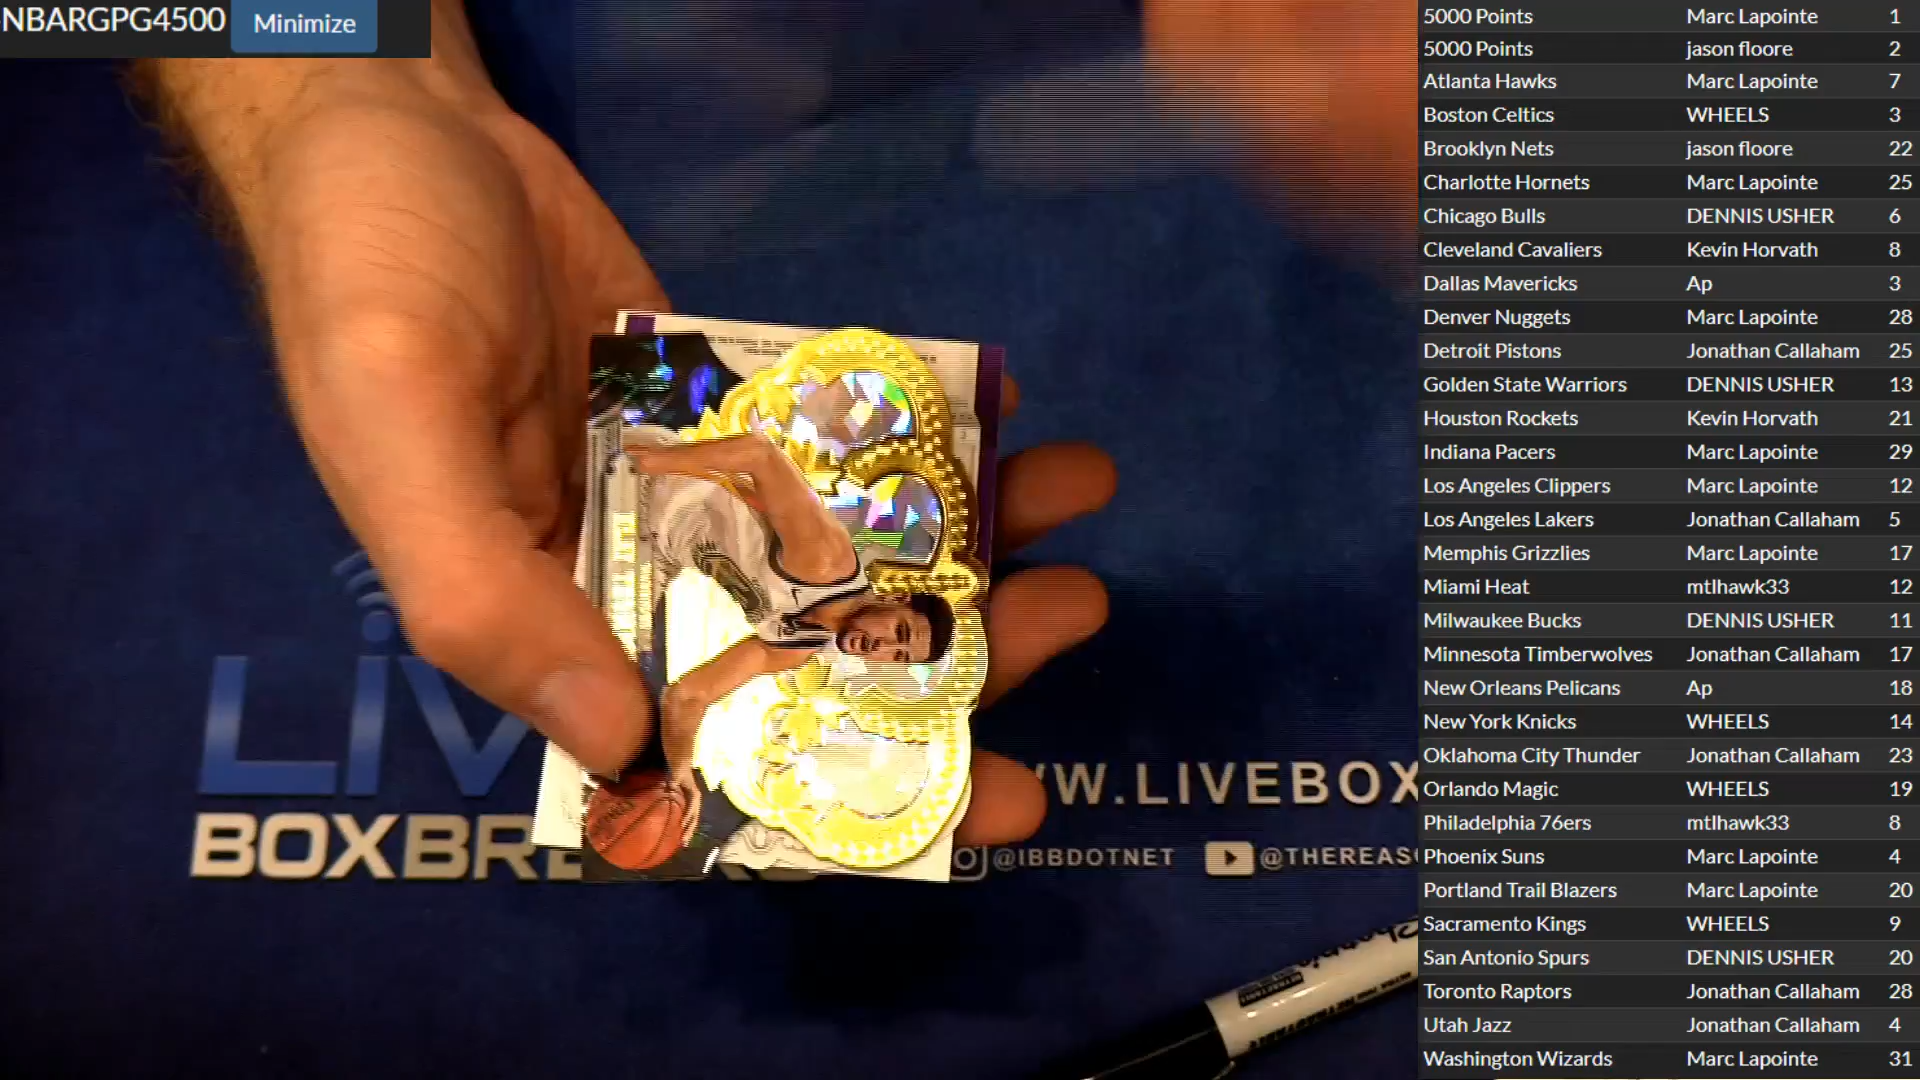 NBARGPG4500 Minimize
5000 Points Marc Lapointe 1
5000 Points jason floore 2
Atlanta Hawks Marc Lapointe 7
Boston Celtics WHEELS 3
Brooklyn Nets jason floore 22
Charlotte Hornets Marc Lapointe 25
Chicago Bulls DENNIS USHER 6
Cleveland Cavaliers Kevin Horvath 8
Dallas Mavericks Ap 3
Denver Nuggets Marc Lapointe 28
Detroit Pistons Jonathan Callaham 25
Golden State Warriors DENNIS USHER 13
Houston Rockets Kevin Horvath 21
Indiana Pacers Marc Lapointe 29
Los Angeles Clippers Marc Lapointe 12
Los Angeles Lakers Jonathan Callaham 5
Memphis Grizzlies Marc Lapointe 17
Miami Heat mtlhawk33 12
Milwaukee Bucks DENNIS USHER 11
Minnesota Timberwolves Jonathan Callaham 17
New Orleans Pelicans Ap 18
New York Knicks WHEELS 14
Oklahoma City Thunder Jonathan Callaham 23
Orlando Magic WHEELS 19
Philadelphia 76ers mtlhawk33 8
Phoenix Suns Marc Lapointe 4
Portland Trail Blazers Marc Lapointe 20
Sacramento Kings WHEELS 9
San Antonio Spurs DENNIS USHER 20
Toronto Raptors Jonathan Callaham 28
Utah Jazz Jonathan Callaham 4
Washington Wizards Marc Lapointe 31
LIV
BOXBRE
WWW.LIVEBOX
@IBBDOTNET @THEREAS
Sharpie